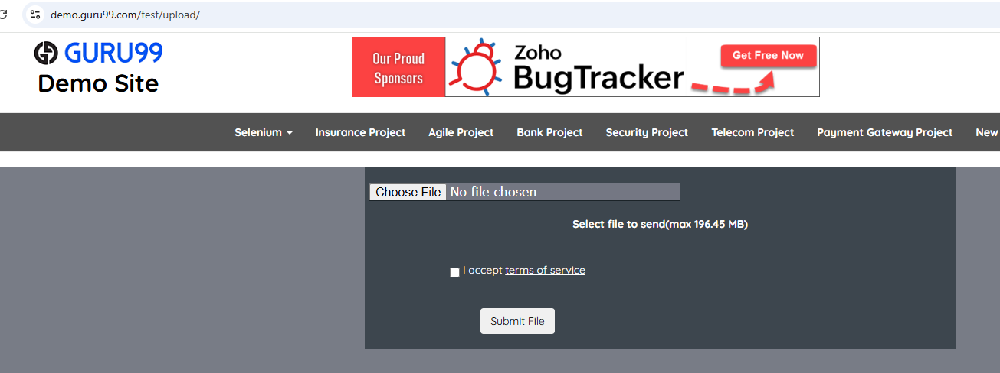 demo.guru99.com/test/upload/
GURU99
Demo Site
Our Proud
Sponsors
Zoho
BugTracker
Get Free Now
Selenium Insurance Project Agile Project Bank Project Security Project Telecom Project Payment Gateway Project New
Choose File No file chosen
Select file to send(max 196.45 MB)
I accept terms of service
Submit File